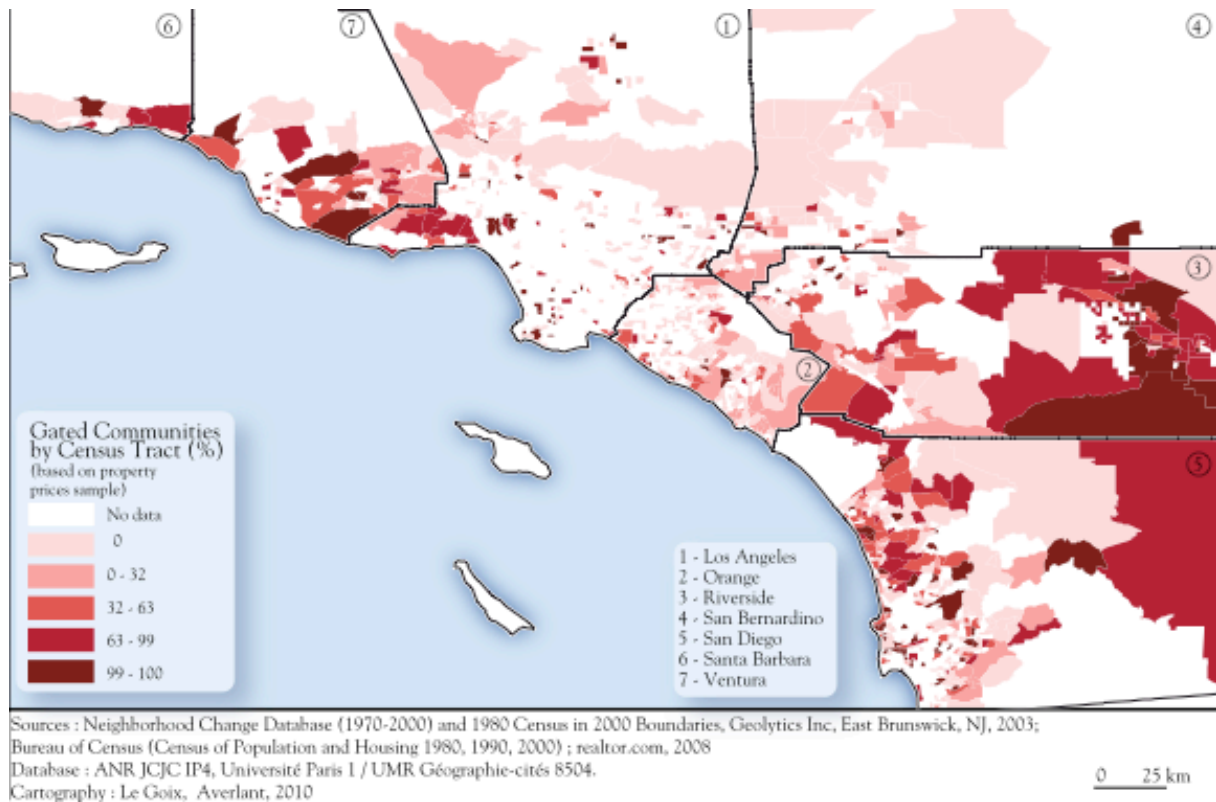 6
7
1
4
3
2
5
Gated Communities
by Census Tract (%)
(based on property
prices sample)
No data
0
0 - 32
32 - 63
63 - 99
99 - 100
1 - Los Angeles
2 - Orange
3 - Riverside
4 - San Bernardino
5 - San Diego
6 - Santa Barbara
7 - Ventura
Sources : Neighborhood Change Database (1970-2000) and 1980 Census in 2000 Boundaries, Geolytics Inc, East Brunswick, NJ, 2003;
Bureau of Census (Census of Population and Housing 1980, 1990, 2000) ; realtor.com, 2008
Database : ANR JCJC IP4, Université Paris 1 / UMR Géographie-cités 8504.
Cartography : Le Goix, Averlant, 2010
0 25 km